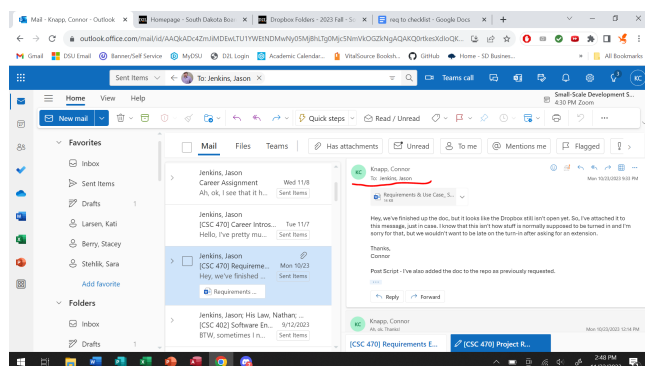 Mail - Knapp, Connor - Outlook
Homepage - South Dakota Boa
Dropbox Folders - 2023 Fall - So
req to checklist - Google Docs
outlook.office.com/mail/id/
Gmail
DSU Email
Banner/Self Service
MyDSU
D2L Login
Academic Calendar...
VitalSource Booksh...
GitHub
Home - SD Busines...
All Bookmarks
Sent Items
To: Jenkins, Jason
Teams call
KC
Home View Help
Small-Scale Development S...
4:30 PM Zoom
New mail
Quick steps
Read / Unread
Favorites
Inbox
Sent Items
Drafts 1
Larsen, Kati
Berry, Stacey
Stehlik, Sara
Add favorite
Folders
Inbox
Drafts 1
Mail Files Teams
Has attachments
Unread
To me
Mentions me
Flagged
Jenkins, Jason
Career Assignment Wed 11/8
Ah, ok, I see that it h... Sent Items
Jenkins, Jason
[CSC 470] Career Intros... Tue 11/7
Hello, I've pretty mu... Sent Items
Jenkins, Jason
[CSC 470] Requireme... Mon 10/23
Hey, we've finished ... Sent Items
Requirements ...
Jenkins, Jason; His Law, Nathan;
[CSC 402] Software En... 9/12/2023
BTW, sometimes I n... Sent Items
KC
Knapp, Connor
To: Jenkins, Jason
Mon 10/23/2023 9:03 PM
Requirements & Use Case, S...
Hey, we've finished up the doc, but it looks like the Dropbox still isn't open yet. So, I've attached it to
this message, just in case. I know that this isn't how stuff is normally supposed to be turned in and I'm
sorry for that, but we wouldn't want to be late on the turn-in after asking for an extension.
Thanks,
Connor
Post Script - I've also added the doc to the repo as previously requested.
Reply Forward
KC
Knapp, Connor
Ah, ok. Thanks!
Mon 10/23/2023 12:14 PM
[CSC 470] Requirements E...
[CSC 470] Project R...
2:48 PM